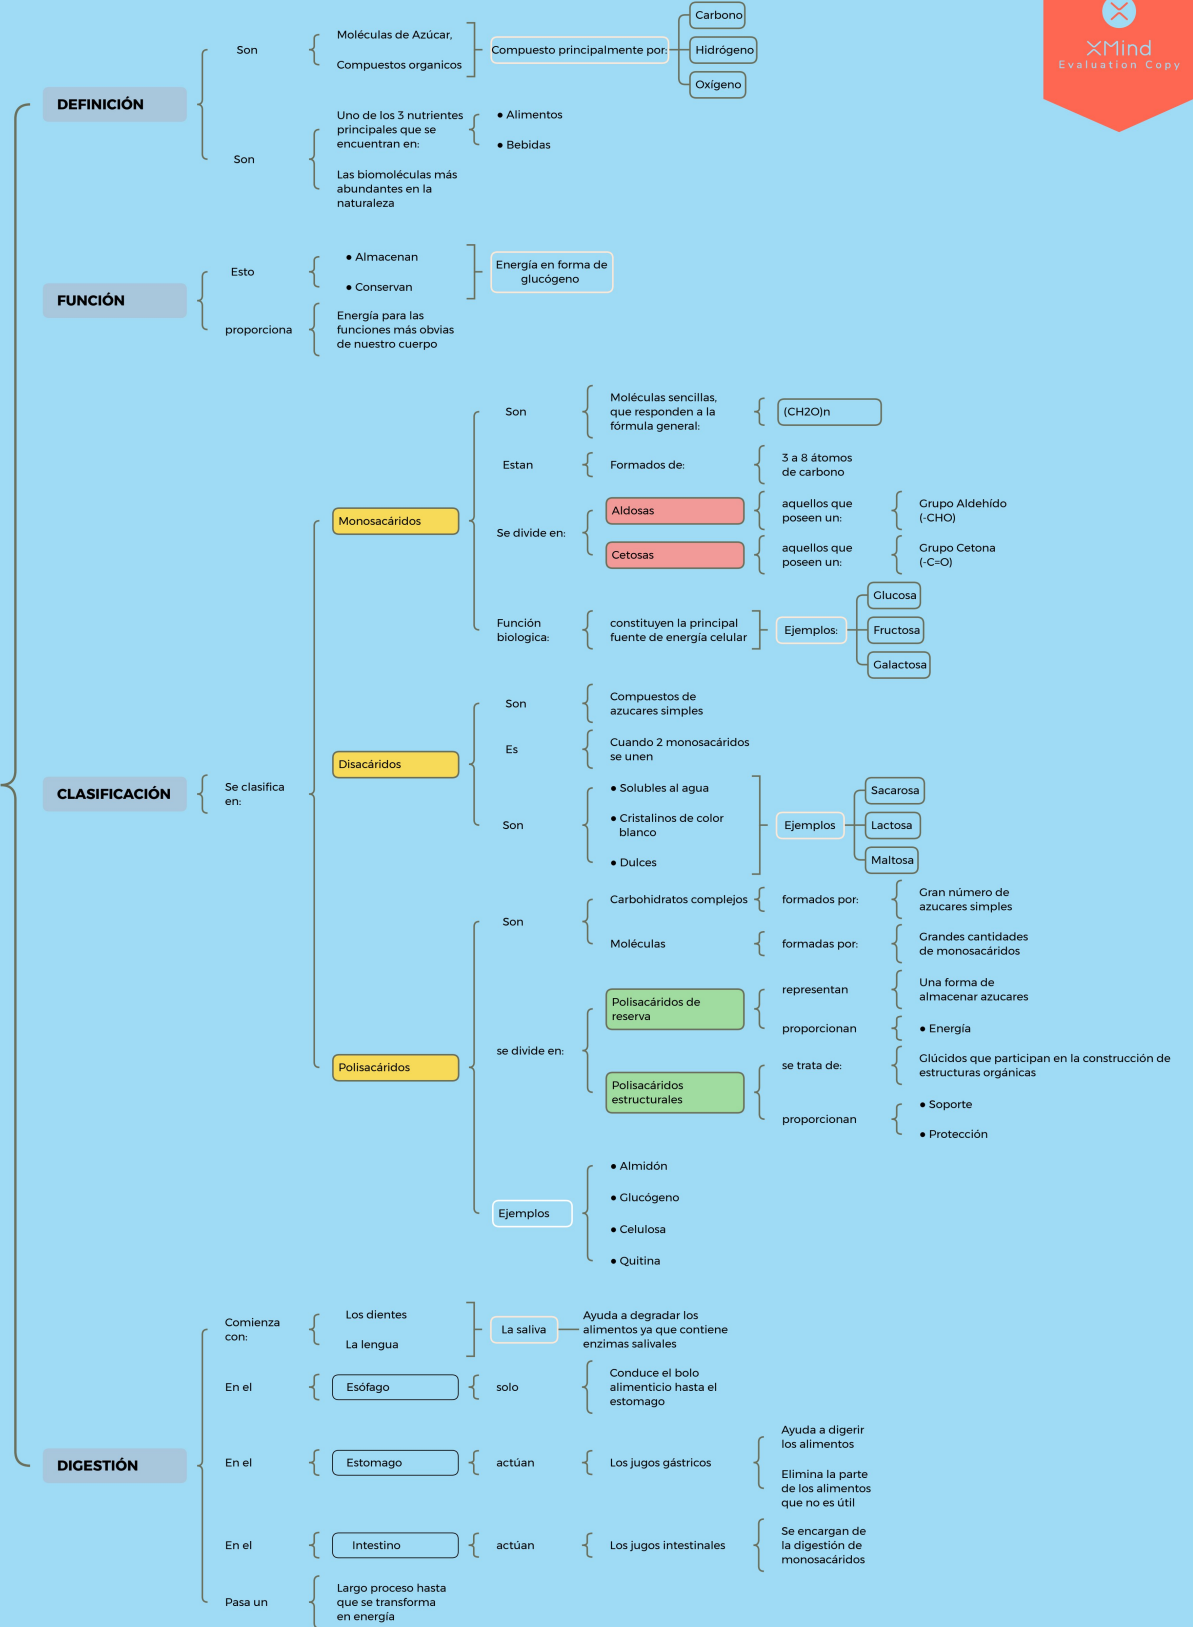 XMind
Evaluation Copy
DEFINICIÓN
Son
Moléculas de Azúcar,
Compuestos organicos
Compuesto principalmente por:
Carbono
Hidrógeno
Oxígeno
Son
Uno de los 3 nutrientes
principales que se
encuentran en:
● Alimentos
● Bebidas
Las biomoléculas más
abundantes en la
naturaleza
FUNCIÓN
Esto
● Almacenan
● Conservan
Energía en forma de
glucógeno
proporciona
Energía para las
funciones más obvias
de nuestro cuerpo
CLASIFICACIÓN
Se clasifica
en:
Monosacáridos
Son
Moléculas sencillas,
que responden a la
fórmula general:
(CH2O)n
Estan
Formados de:
3 a 8 átomos
de carbono
Se divide en:
Aldosas
aquellos que
poseen un:
Grupo Aldehído
(-CHO)
Cetosas
aquellos que
poseen un:
Grupo Cetona
(-C=O)
Función
biologica:
constituyen la principal
fuente de energía celular
Ejemplos:
Glucosa
Fructosa
Galactosa
Disacáridos
Son
Compuestos de
azucares simples
Es
Cuando 2 monosacáridos
se unen
Son
● Solubles al agua
● Cristalinos de color
blanco
● Dulces
Ejemplos
Sacarosa
Lactosa
Maltosa
Polisacáridos
Son
Carbohidratos complejos
formados por:
Gran número de
azucares simples
Moléculas
formadas por:
Grandes cantidades
de monosacáridos
se divide en:
Polisacáridos de
reserva
representan
Una forma de
almacenar azucares
proporcionan
● Energía
Polisacáridos
estructurales
se trata de:
Glúcidos que participan en la construcción de
estructuras orgánicas
proporcionan
● Soporte
● Protección
Ejemplos
● Almidón
● Glucógeno
● Celulosa
● Quitina
DIGESTIÓN
Comienza
con:
Los dientes
La lengua
La saliva
Ayuda a degradar los
alimentos ya que contiene
enzimas salivales
En el
Esófago
solo
Conduce el bolo
alimenticio hasta el
estomago
En el
Estomago
actúan
Los jugos gástricos
Ayuda a digerir
los alimentos
Elimina la parte
de los alimentos
que no es útil
En el
Intestino
actúan
Los jugos intestinales
Se encargan de
la digestión de
monosacáridos
Pasa un
Largo proceso hasta
que se transforma
en energía